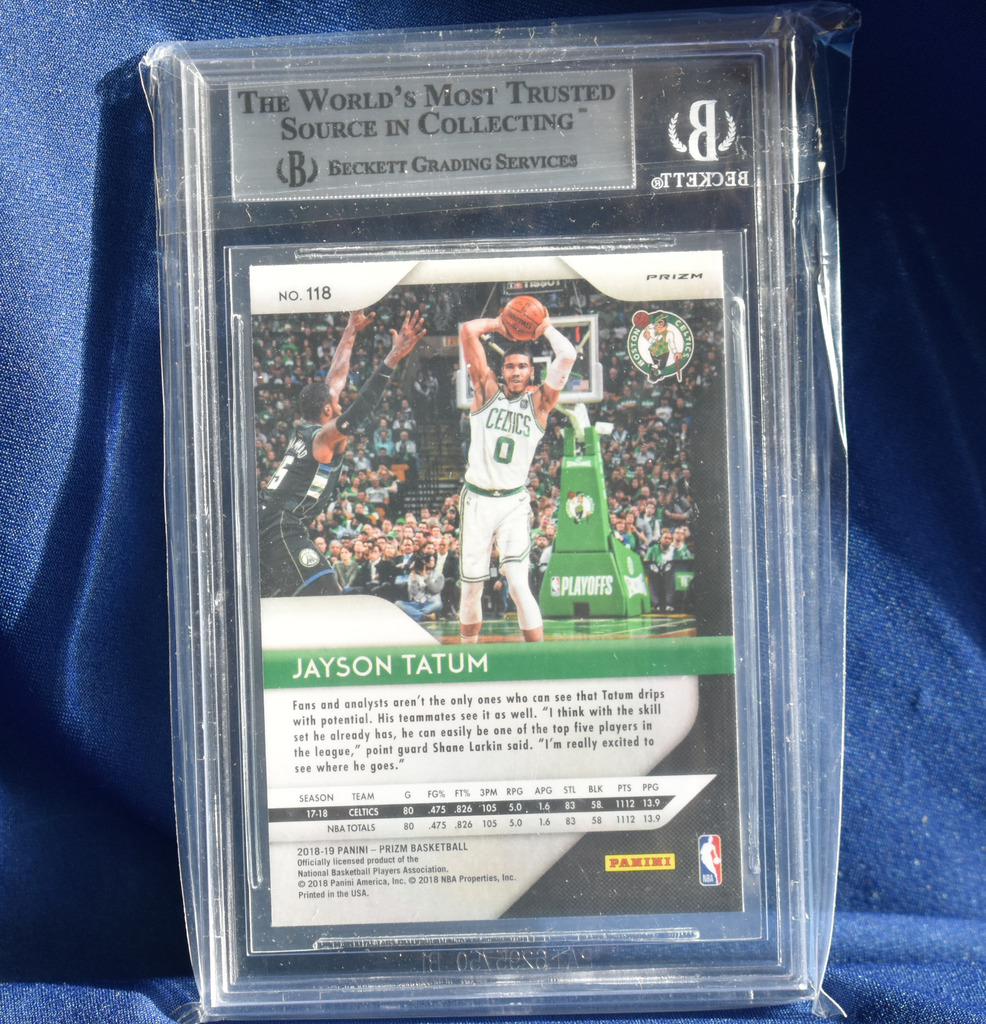 THE WORLD'S MOST TRUSTED
SOURCE IN COLLECTING™
B BECKETT GRADING SERVICES
B
BECKETT®
NO. 118
PRIZM
TISSOT
BOSTON CELTICS
CELTICS
0
PLAYOFFS
JAYSON TATUM
Fans and analysts aren't the only ones who can see that Tatum drips
with potential. His teammates see it as well. "I think with the skill
set he already has, he can easily be one of the top five players in
the league," point guard Shane Larkin said. "I'm really excited to
see where he goes."
SEASON TEAM G FG% FT% 3PM RPG APG STL BLK PTS PPG
17-18 CELTICS 80 .475 .826 105 5.0 1.6 83 58 1112 13.9
NBA TOTALS 80 .475 .826 105 5.0 1.6 83 58 1112 13.9
2018-19 PANINI – PRIZM BASKETBALL
Officially licensed product of the
National Basketball Players Association.
© 2018 Panini America, Inc. © 2018 NBA Properties, Inc.
Printed in the USA.
PANINI
NBA